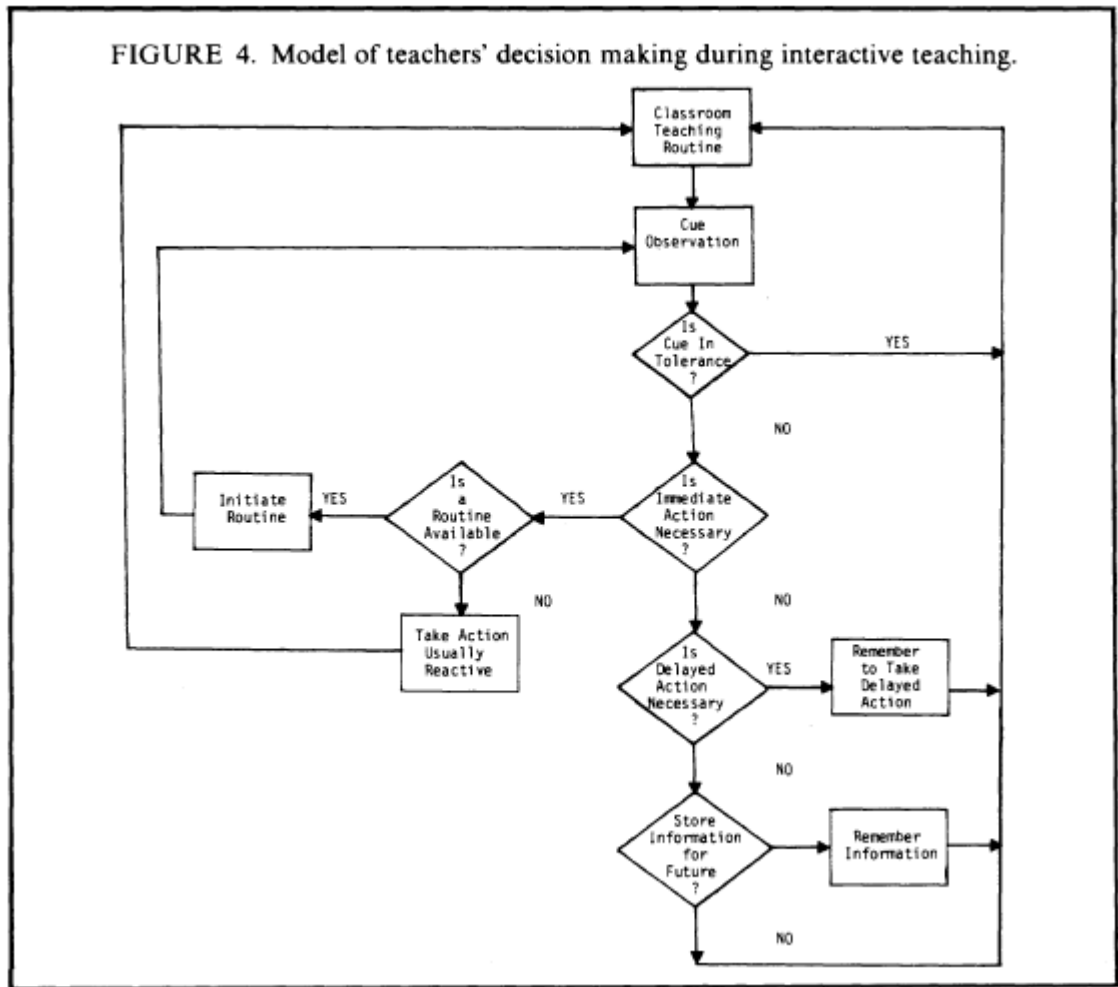 FIGURE 4. Model of teachers' decision making during interactive teaching.
Classroom
Teaching
Routine
Cue
Observation
Is
Cue In
Tolerance
?
YES
NO
Is
Immediate
Action
Necessary
?
YES
Is
a
Routine
Available
?
YES
Initiate
Routine
NO
Take Action
Usually
Reactive
NO
Is
Delayed
Action
Necessary
?
YES
Remember
to Take
Delayed
Action
NO
Store
Information
for
Future
?
Remember
Information
NO